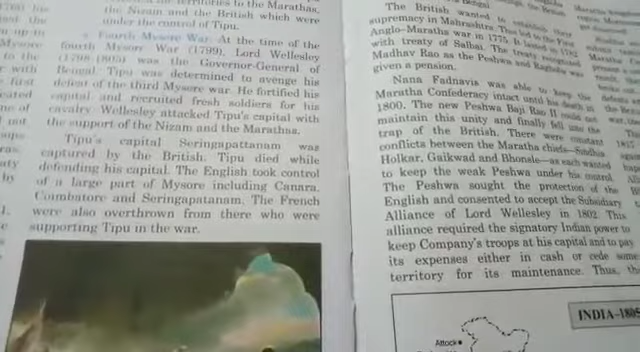 territories to the Marathas,
the Nizam and the British which were
under the control of Tipu.
Fourth Mysore War: At the time of the
fourth Mysore War (1799), Lord Wellesley
was the Governor-General of
Bengal. Tipu was determined to avenge his
defeat of the third Mysore war. He fortified his
capital and recruited fresh soldiers for his
cavalry. Wellesley attacked Tipu's capital with
the support of the Nizam and the Marathas.
Tipu's capital Seringapattanam was
captured by the British. Tipu died while
defending his capital. The English took control
of a large part of Mysore including Canara,
Coimbatore and Seringapatanam. The French
were also overthrown from there who were
supporting Tipu in the war.
The British wanted to establish their
supremacy in Mahrashtra. This led to the First
Anglo-Maratha war in 1775. It lasted
with treaty of Salbai. The treaty recognized
Madhav Rao as the Peshwa and Raghoba was
given a pension.
Nana Fadnavis was able to keep the
Maratha Confederacy intact until his death in
1800. The new Peshwa Baji Rao II could not
maintain this unity and finally fell into the
trap of the British. There were constant
conflicts between the Maratha chiefs—Sindhia
Holkar, Gaikwad and Bhonsle—as each wanted
to keep the weak Peshwa under his control.
The Peshwa sought the protection of the
English and consented to accept the Subsidiary
Alliance of Lord Wellesley in 1802. This
alliance required the signatory Indian power to
keep Company's troops at his capital and to pay
its expenses either in cash or cede some
territory for its maintenance. Thus, the
INDIA–1805
Attock